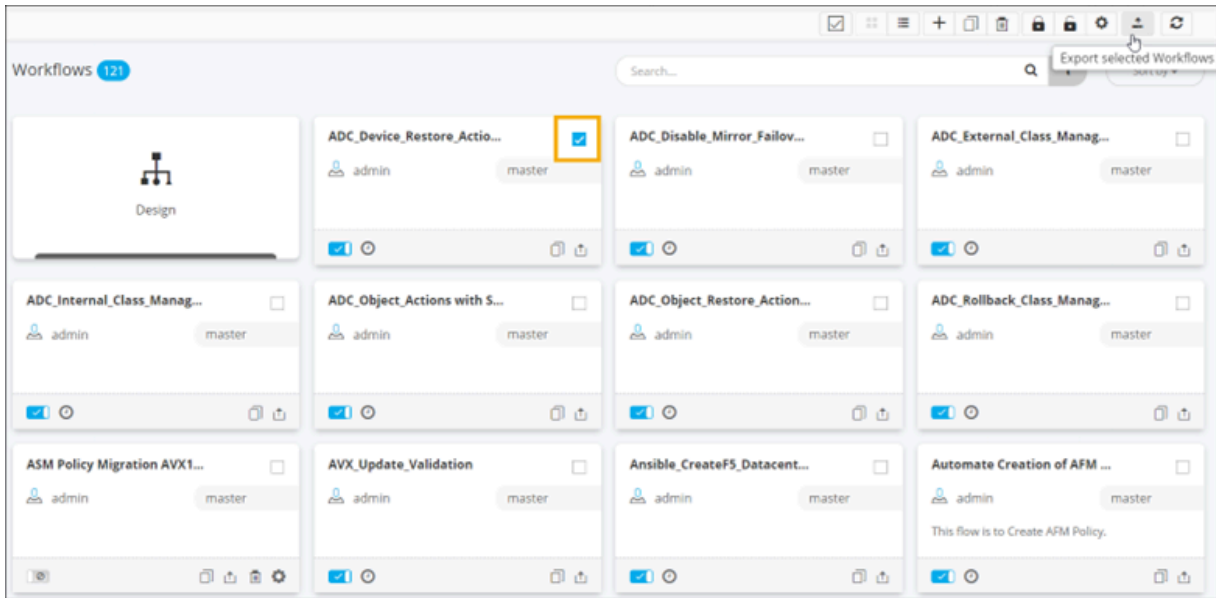 Export selected Workflows
Workflows 121
Search...
Design
ADC_Device_Restore_Actio...
admin
master
ADC_Disable_Mirror_Failov...
admin
master
ADC_External_Class_Manag...
admin
master
ADC_Internal_Class_Manag...
admin
master
ADC_Object_Actions with S...
admin
master
ADC_Object_Restore_Action...
admin
master
ADC_Rollback_Class_Manag...
admin
master
ASM Policy Migration AVX1...
admin
master
AVX_Update_Validation
admin
master
Ansible_CreateF5_Datacent...
admin
master
Automate Creation of AFM ...
admin
master
This flow is to Create AFM Policy.